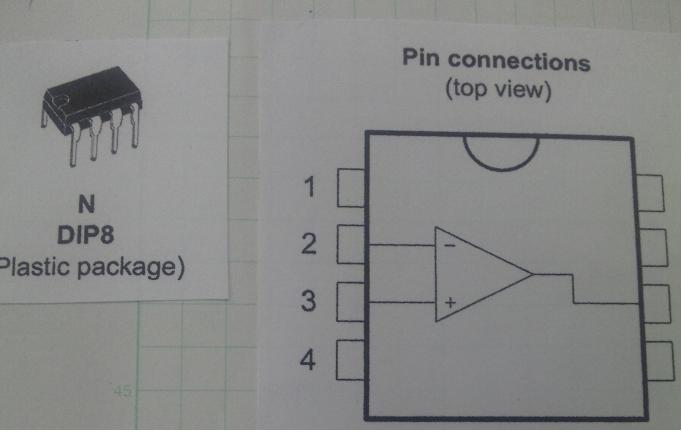 N
DIP8
Plastic package)
Pin connections
(top view)
1
2
3
4
-
+
45